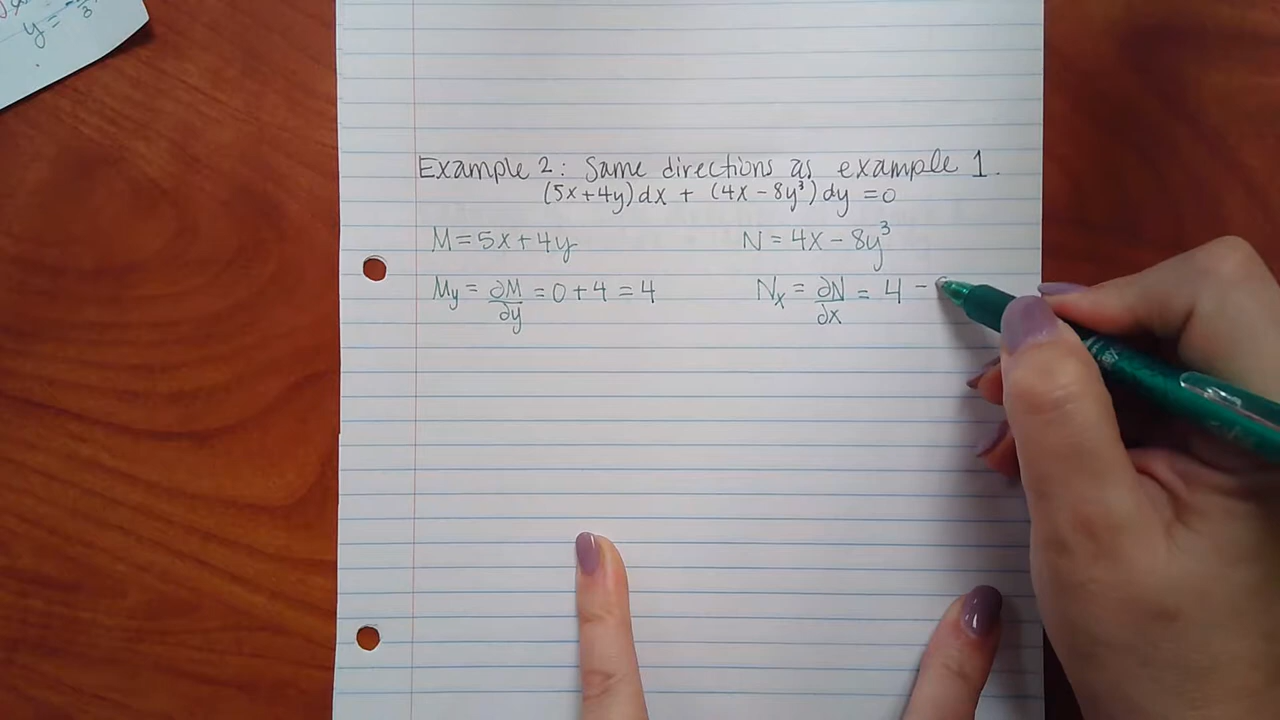 y =
Example 2: Same directions as example 1.
(5x+4y)dx + (4x-8y³)dy =0
M=5x+4y
N=4x-8y³
My = ∂M/∂y =0+4=4
Nx = ∂N/∂x = 4 -